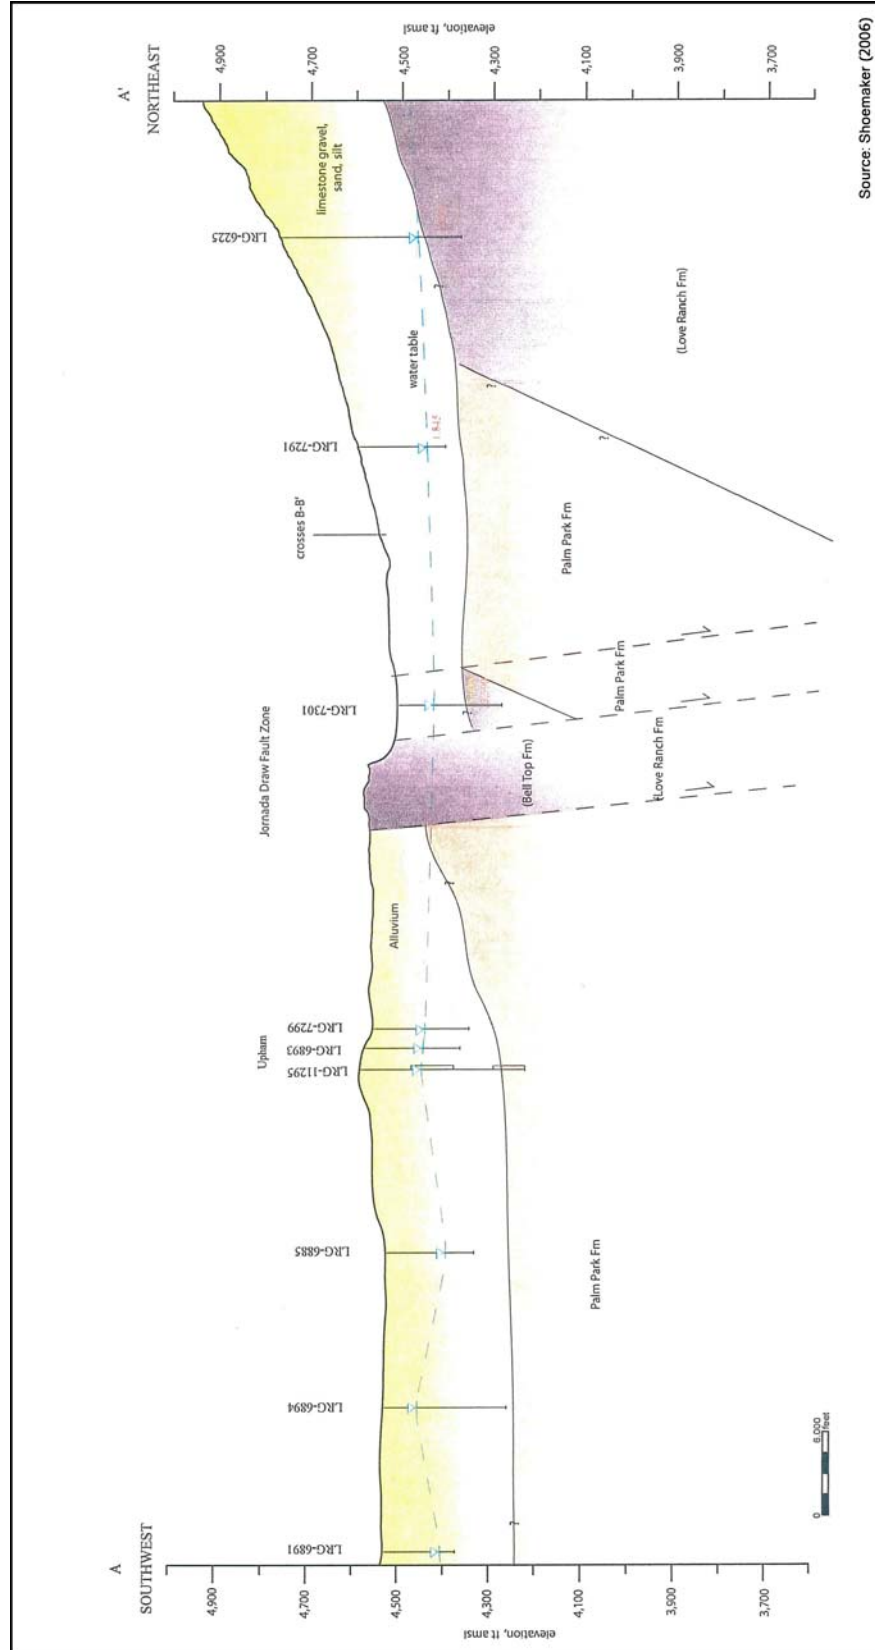 A
SOUTHWEST
A'
NORTHEAST
elevation, ft amsl
4,900
4,700
4,500
4,300
4,100
3,900
3,700
elevation, ft amsl
4,900
4,700
4,500
4,300
4,100
3,900
3,700
LRG-6891
LRG-6894
LRG-6885
Upham
LRG-11295
LRG-6893
LRG-7299
Jornada Draw Fault Zone
LRG-7301
crosses B-B'
LRG-7291
LRG-6225
limestone gravel,
sand, silt
Alluvium
water table
?
?
?
?
?
?
Palm Park Fm
(Bell Top Fm)
(Love Ranch Fm)
Palm Park Fm
Palm Park Fm
(Love Ranch Fm)
0
6,000
feet
Source: Shoemaker (2006)